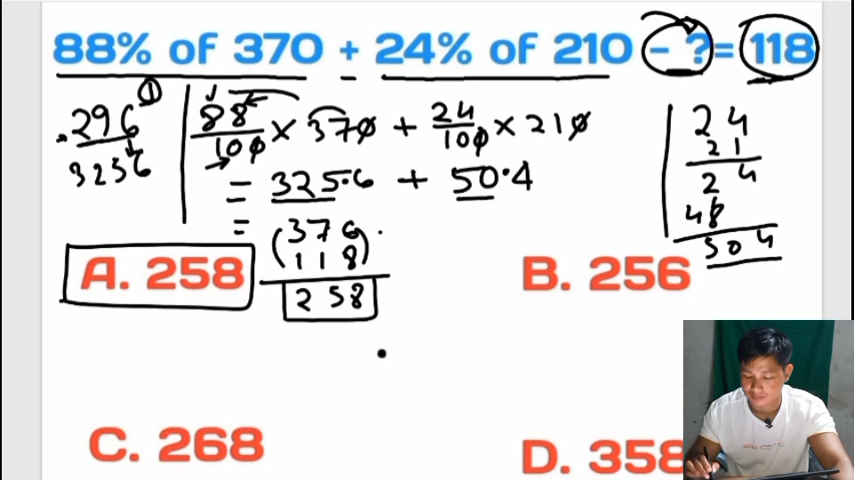 88% of 370 + 24% of 210 - ? = 118
296
3256
1
88/100 × 370 + 24/100 × 210
= 325.6 + 50.4
= 376
118
258
24
21
24
48
504
A. 258
B. 256
C. 268
D. 358